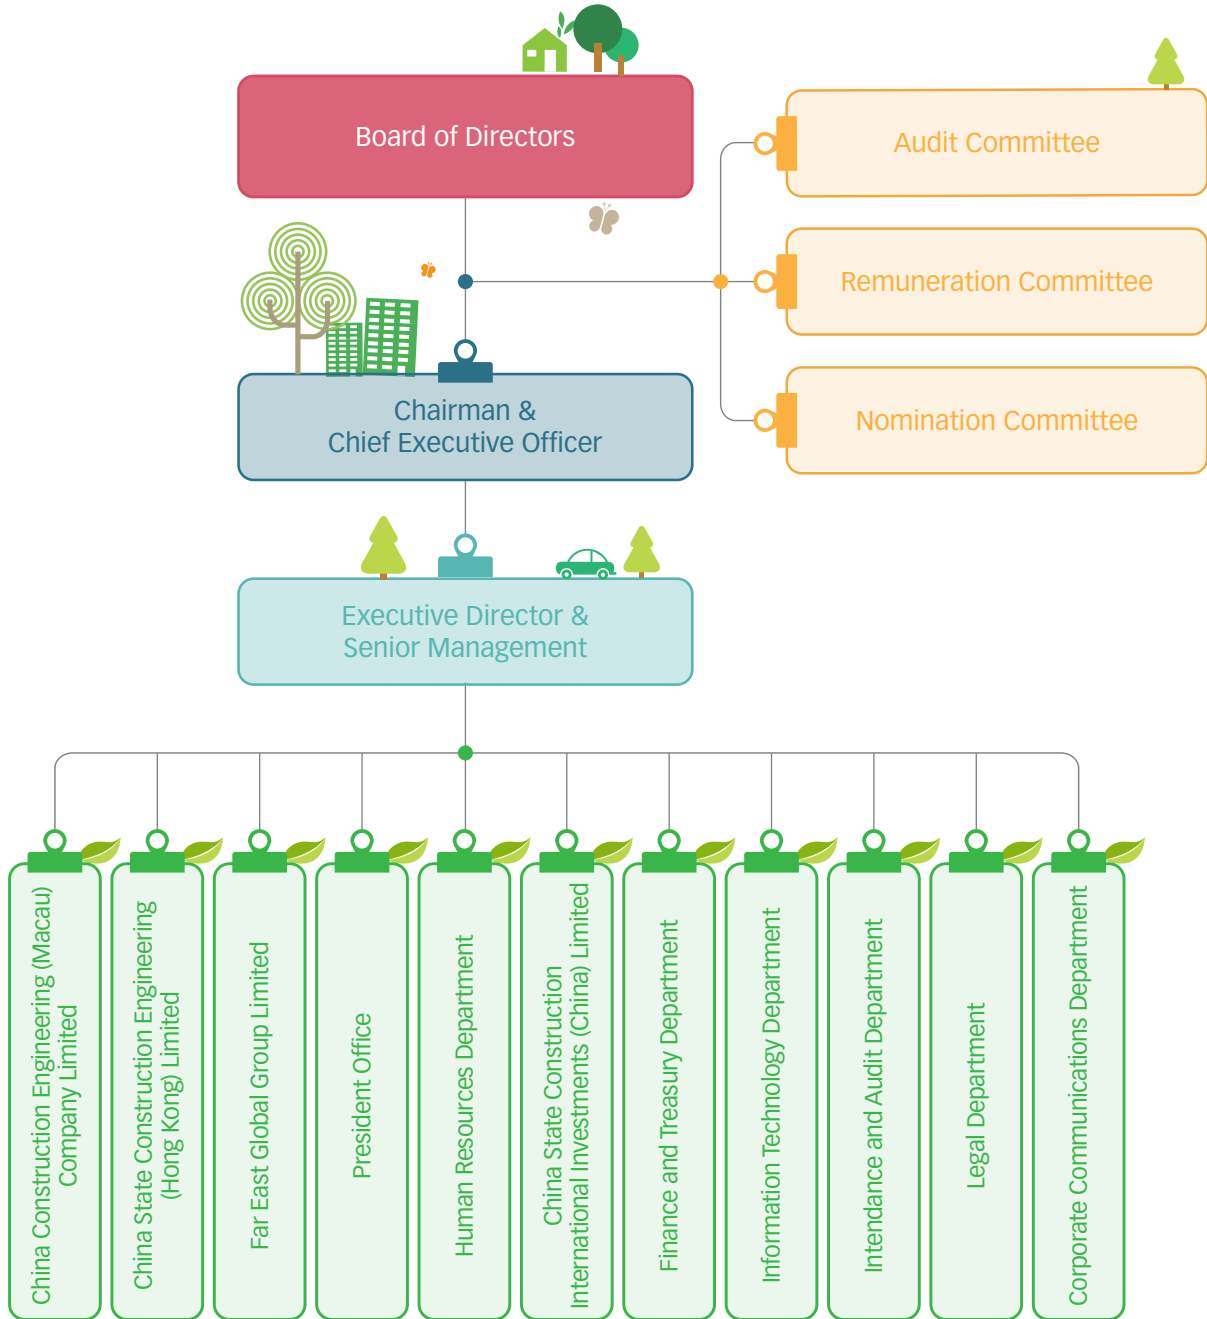 Board of Directors
Audit Committee
Remuneration Committee
Nomination Committee
Chairman &
Chief Executive Officer
Executive Director &
Senior Management
China Construction Engineering (Macau)
Company Limited
China State Construction Engineering
(Hong Kong) Limited
Far East Global Group Limited
President Office
Human Resources Department
China State Construction
International Investments (China) Limited
Finance and Treasury Department
Information Technology Department
Intendance and Audit Department
Legal Department
Corporate Communications Department